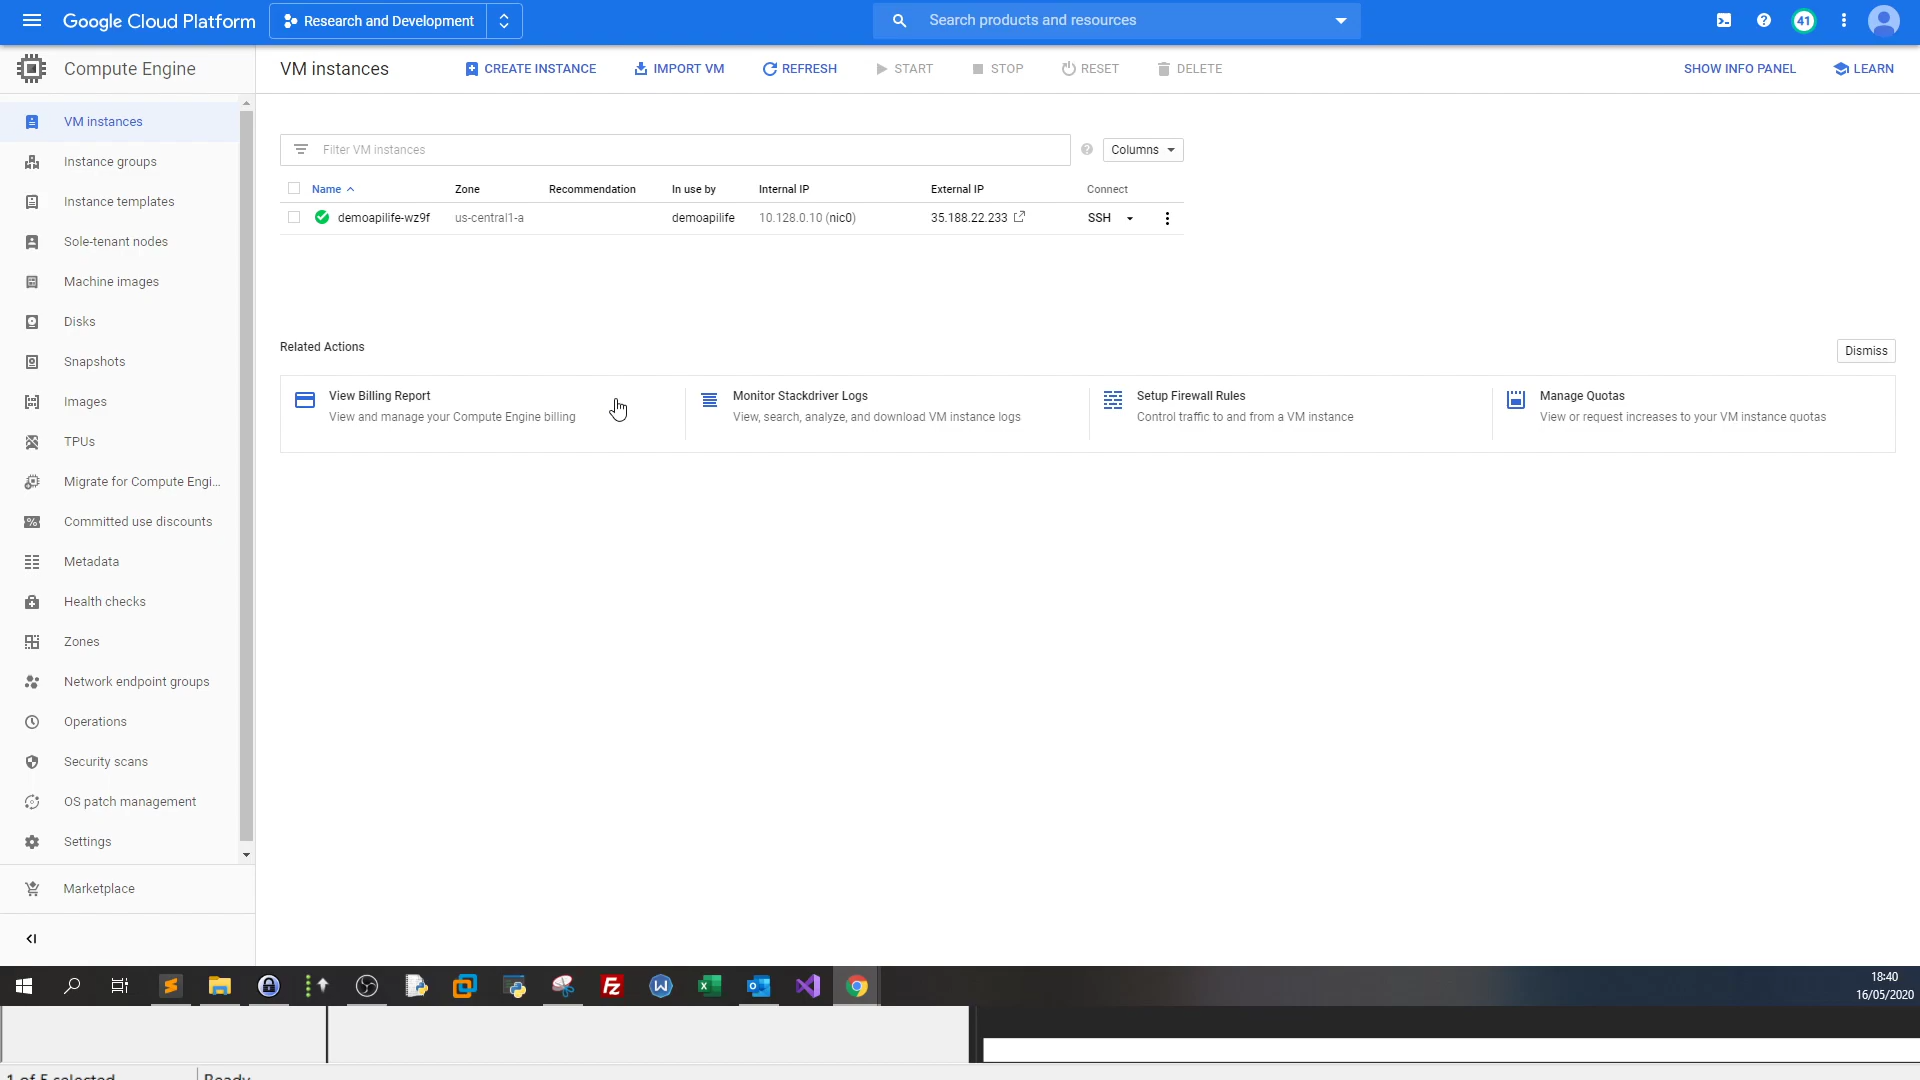 Google Cloud Platform
Research and Development
Search products and resources
41
Compute Engine
VM instances
CREATE INSTANCE
IMPORT VM
REFRESH
START
STOP
RESET
DELETE
SHOW INFO PANEL
LEARN
VM instances
Instance groups
Instance templates
Sole-tenant nodes
Machine images
Disks
Snapshots
Images
TPUs
Migrate for Compute Engi...
Committed use discounts
Metadata
Health checks
Zones
Network endpoint groups
Operations
Security scans
OS patch management
Settings
Marketplace
Filter VM instances
Columns
Name Zone Recommendation In use by Internal IP External IP Connect
demoapilife-wz9f us-central1-a demoapilife 10.128.0.10 (nic0) 35.188.22.233 SSH
Related Actions
Dismiss
View Billing Report
View and manage your Compute Engine billing
Monitor Stackdriver Logs
View, search, analyze, and download VM instance logs
Setup Firewall Rules
Control traffic to and from a VM instance
Manage Quotas
View or request increases to your VM instance quotas
18:40
16/05/2020
1 of 5 selected
Ready